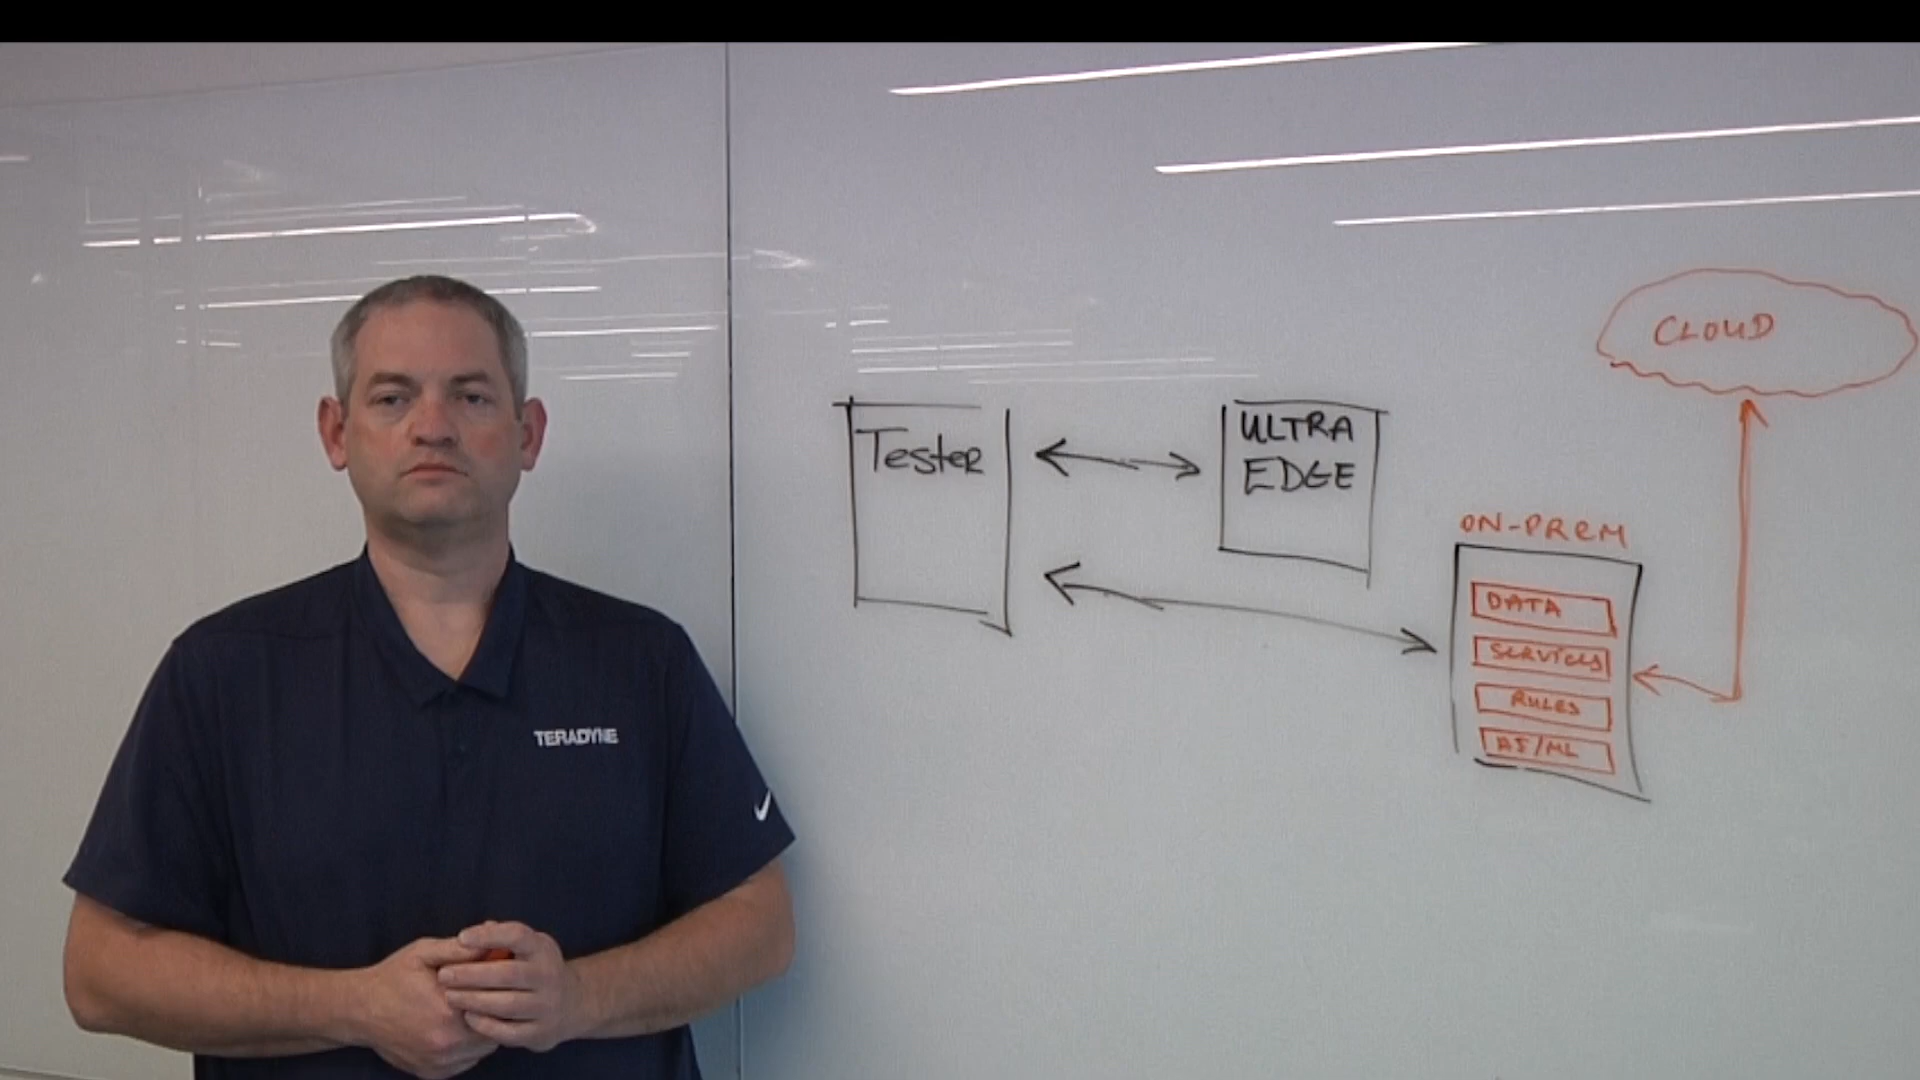 CLOUD
Tester
ULTRA
EDGE
ON-PREM
DATA
SERVICES
RULES
AI/ML
TERADYNE